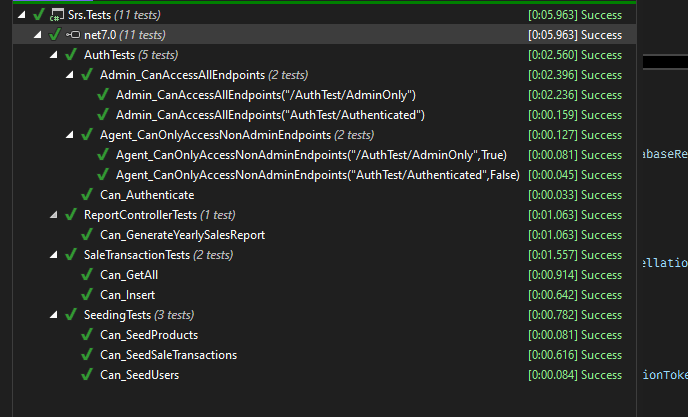 Srs.Tests (11 tests) [0:05.963] Success
net7.0 (11 tests) [0:05.963] Success
AuthTests (5 tests) [0:02.560] Success
Admin_CanAccessAllEndpoints (2 tests) [0:02.396] Success
Admin_CanAccessAllEndpoints("/AuthTest/AdminOnly") [0:02.236] Success
Admin_CanAccessAllEndpoints("AuthTest/Authenticated") [0:00.159] Success
Agent_CanOnlyAccessNonAdminEndpoints (2 tests) [0:00.127] Success
Agent_CanOnlyAccessNonAdminEndpoints("/AuthTest/AdminOnly",True) [0:00.081] Success
abaseRe
Agent_CanOnlyAccessNonAdminEndpoints("AuthTest/Authenticated",False) [0:00.045] Success
Can_Authenticate [0:00.033] Success
ReportControllerTests (1 test) [0:01.063] Success
Can_GenerateYearlySalesReport [0:01.063] Success
SaleTransactionTests (2 tests) [0:01.557] Success
ellatio
Can_GetAll [0:00.914] Success
Can_Insert [0:00.642] Success
SeedingTests (3 tests) [0:00.782] Success
Can_SeedProducts [0:00.081] Success
Can_SeedSaleTransactions [0:00.616] Success
Can_SeedUsers [0:00.084] Success
ionToke